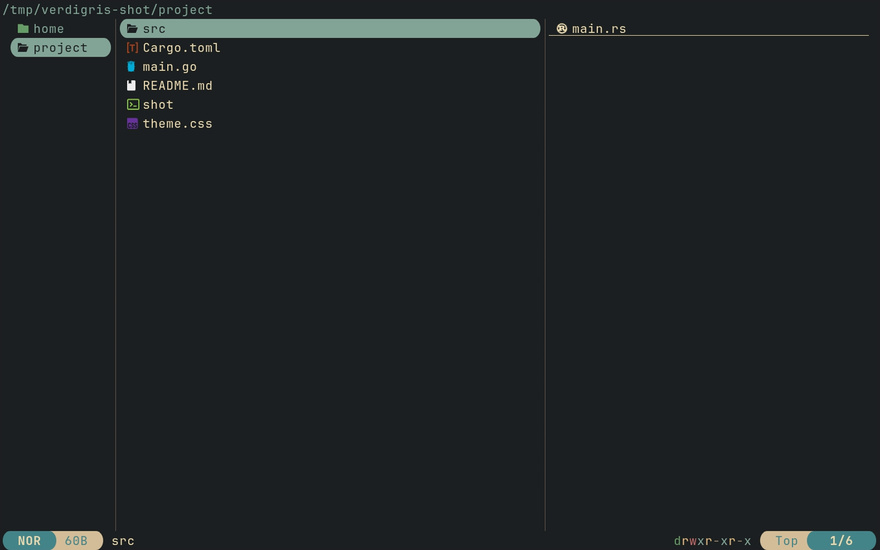 /tmp/verdigris-shot/project
home
project
src
Cargo.toml
main.go
README.md
shot
theme.css
main.rs
NOR 60B src drwxr-xr-x Top 1/6